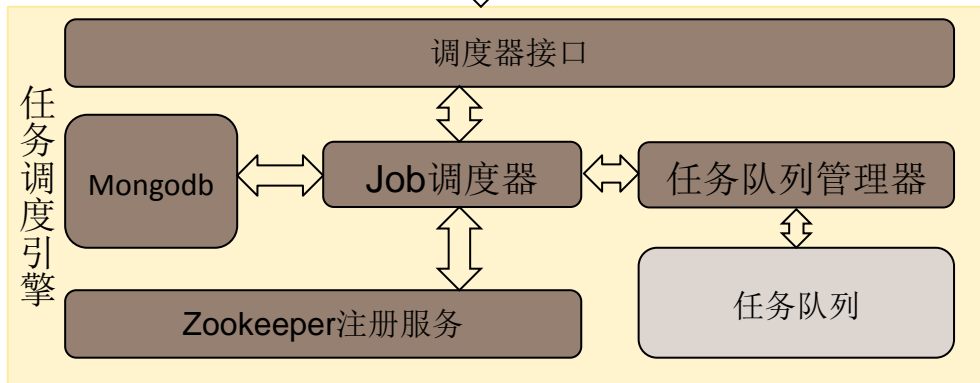 任务调度引擎
调度器接口
Mongodb
Job调度器
任务队列管理器
Zookeeper注册服务
任务队列